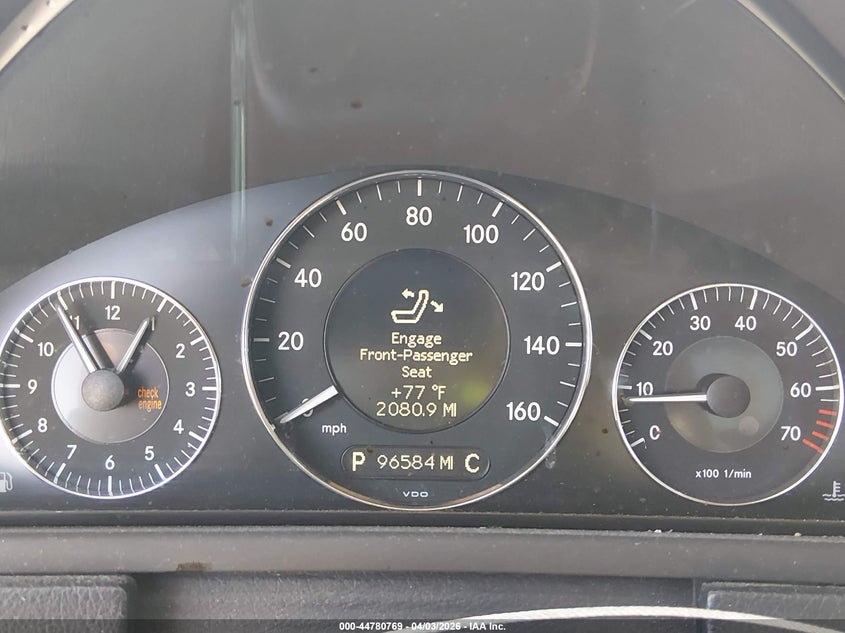 80
60
100
40
120
20
140
0
160
mph
Engage
Front-Passenger
Seat
+77 °F
2080.9 MI
P 96584 MI C
VDO
12
11
10
2
9
3
8
4
7
6
5
check
engine
30
40
20
50
10
60
C
70
x100 1/min
000-44780769 - 04/03/2026 - IAA Inc.